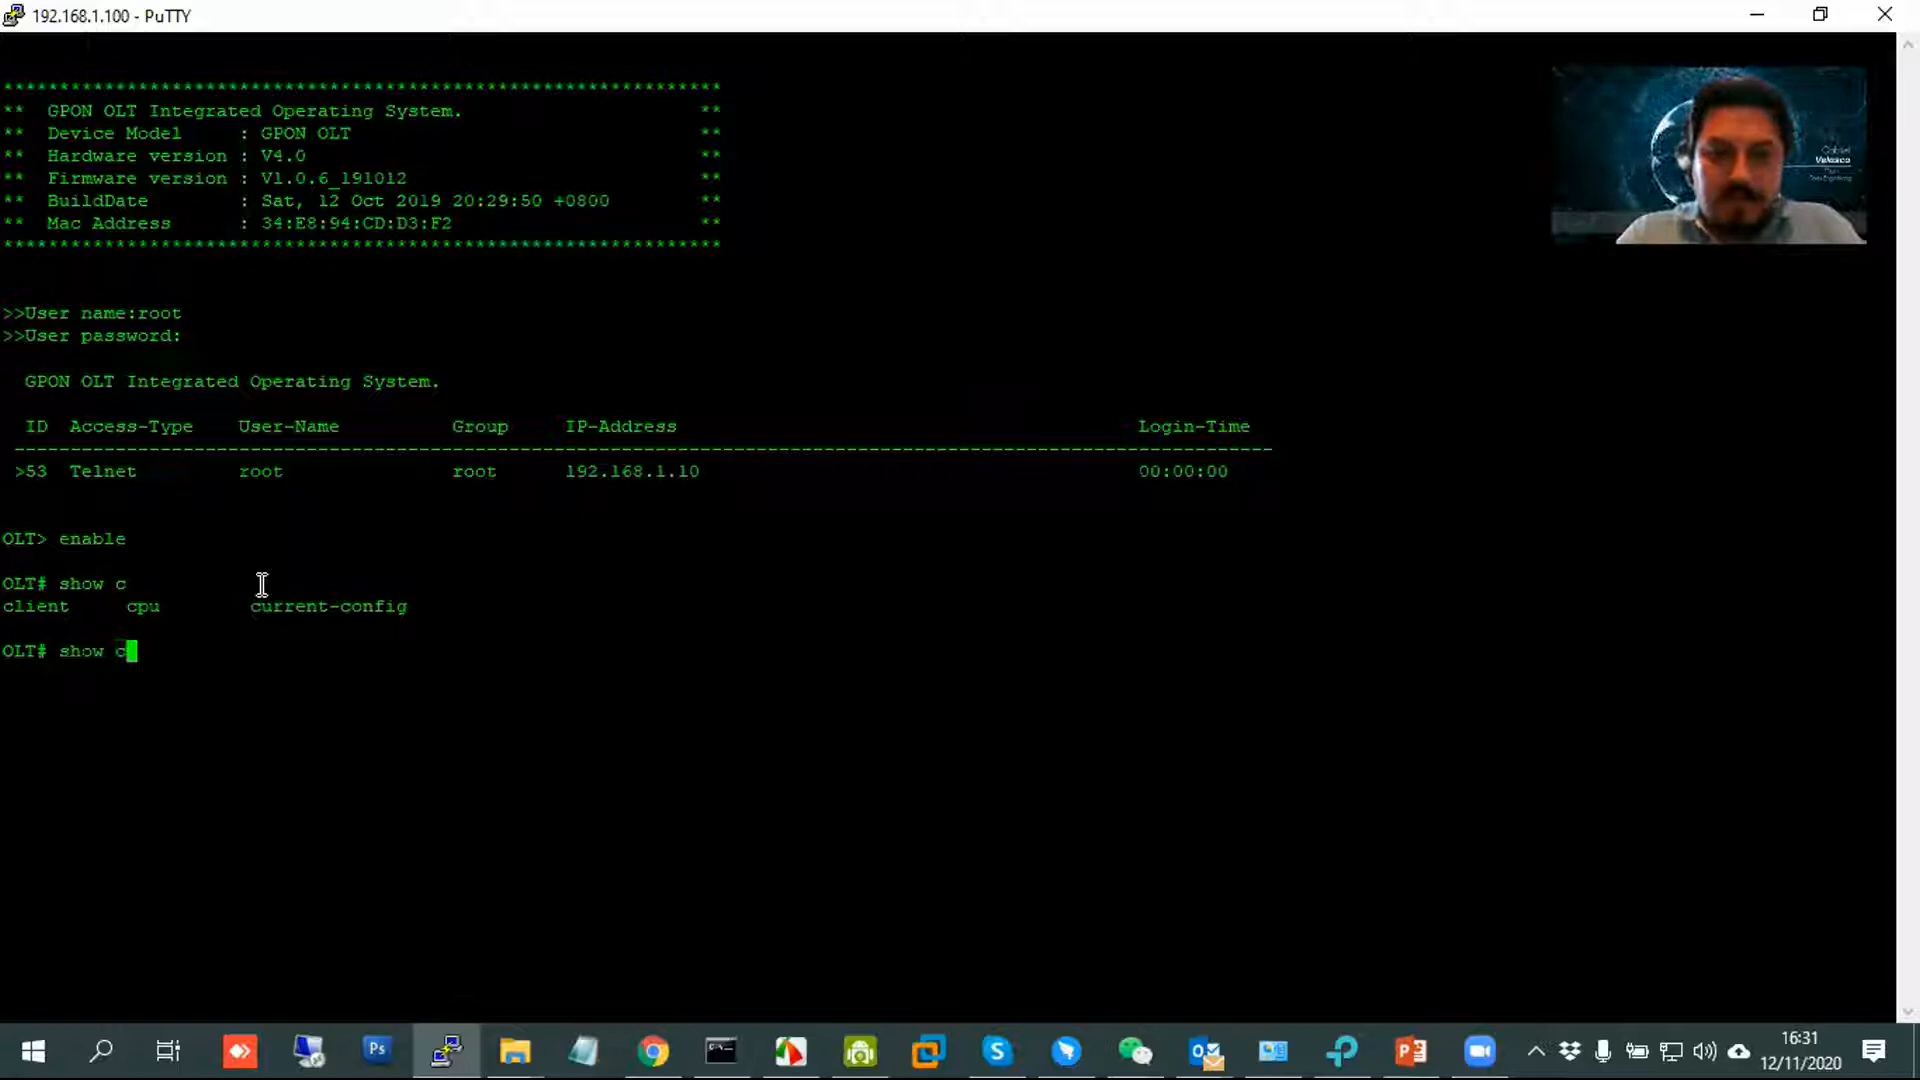 192.168.1.100 - PuTTY
*****************************************************************
**  GPON OLT Integrated Operating System.                      **
**  Device Model     : GPON OLT                                **
**  Hardware version : V4.0                                    **
**  Firmware version : V1.0.6_191012                           **
**  BuildDate        : Sat, 12 Oct 2019 20:29:50 +0800         **
**  Mac Address      : 34:E8:94:CD:D3:F2                       **
*****************************************************************
>>User name:root
>>User password:
GPON OLT Integrated Operating System.
ID  Access-Type    User-Name    Group    IP-Address    Login-Time
----------------------------------------------------------------------------------------------------------------
>53  Telnet    root    root    192.168.1.10    00:00:00
OLT> enable
OLT# show c
client    cpu    current-config
OLT# show c
Gabriel
Velasco
Ps
16:31
12/11/2020